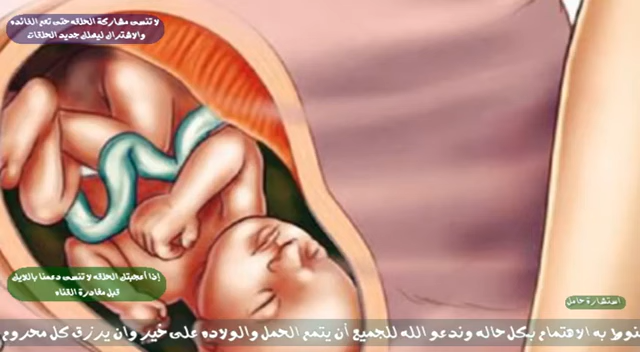 لا تنسى مشاركة الحلقه حتى تعم الفائده
والاشتراك ليصلك جديد الحلقات
إذا أعجبتك الحلقه لا تنسى دعمنا باللايك
قبل مغادرة القناه
استشارة حامل
منوط به الاهتمام بكل حاله وندعو الله للجميع أن يتمم الحمل والولاده على خير وان يرزق كل محروم